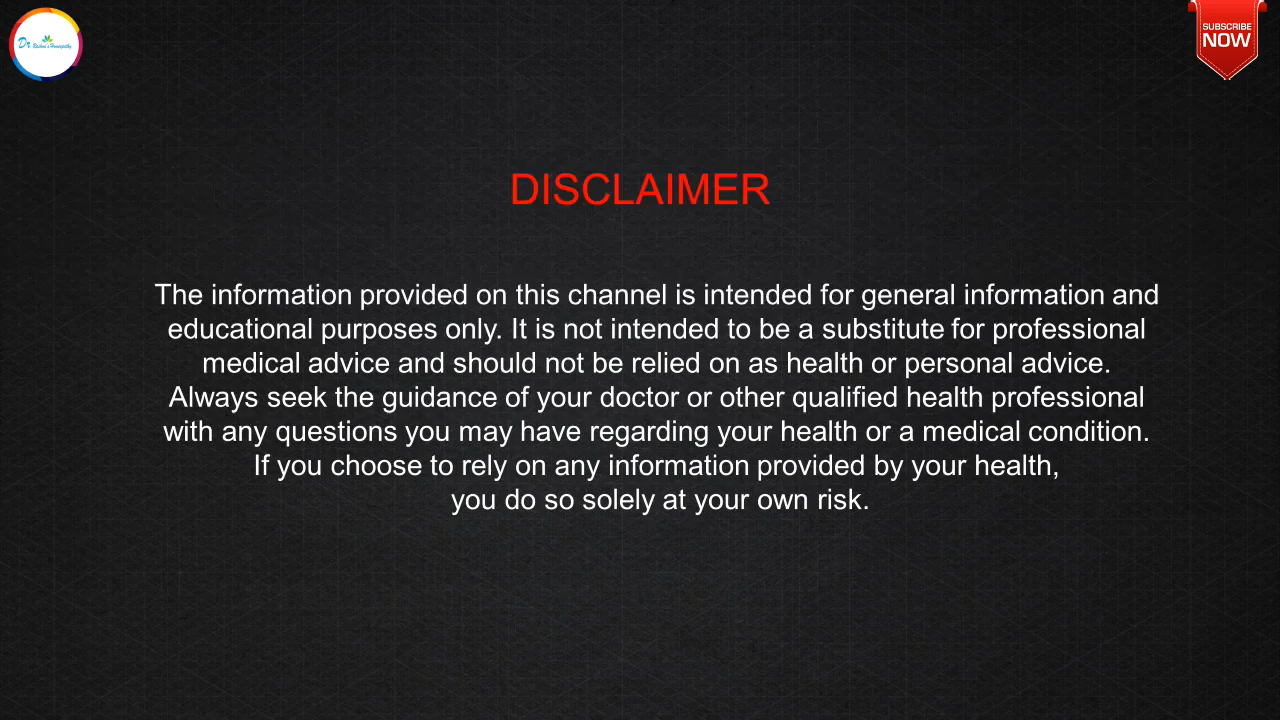 Dr
SUBSCRIBE
NOW
DISCLAIMER
The information provided on this channel is intended for general information and
educational purposes only. It is not intended to be a substitute for professional
medical advice and should not be relied on as health or personal advice.
Always seek the guidance of your doctor or other qualified health professional
with any questions you may have regarding your health or a medical condition.
If you choose to rely on any information provided by your health,
you do so solely at your own risk.